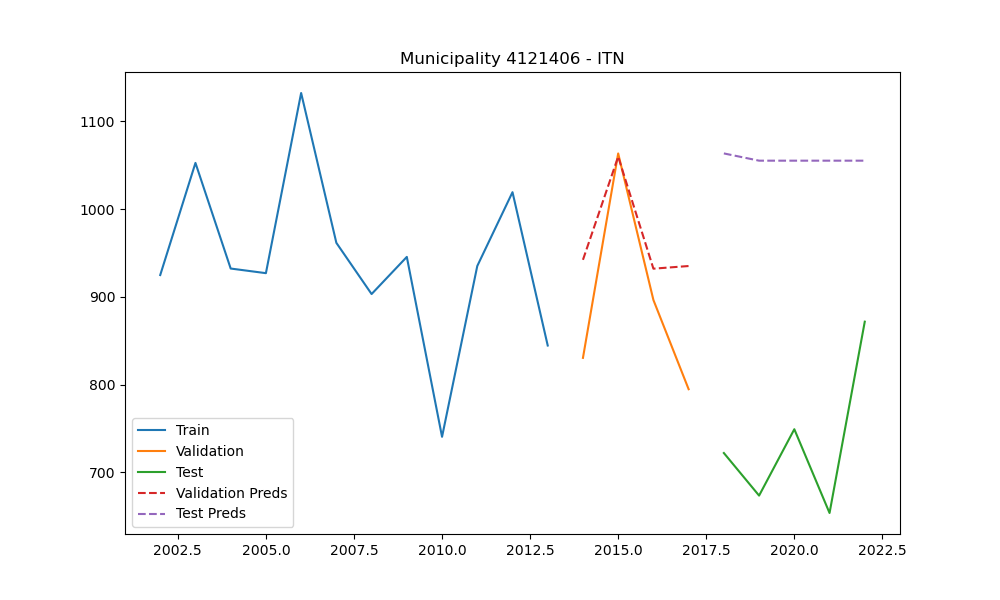 Municipality 4121406 - ITN
1100
1000
900
800
700
Train
Validation
Test
Validation Preds
Test Preds
2002.5 2005.0 2007.5 2010.0 2012.5 2015.0 2017.5 2020.0 2022.5